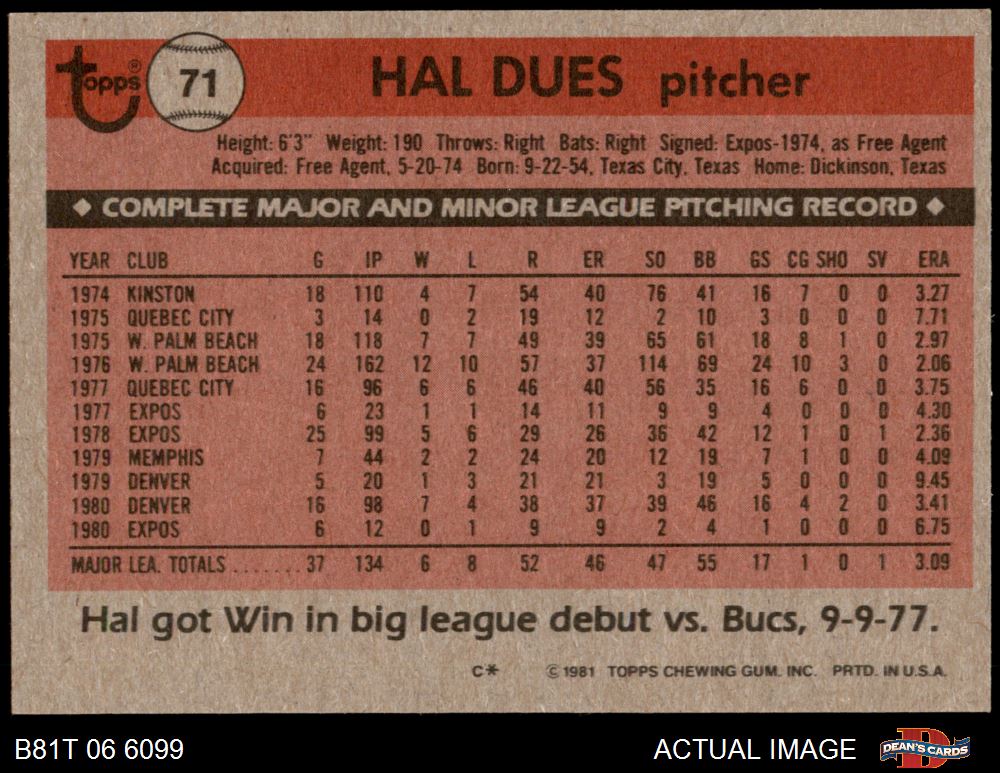 Topps® 71 HAL DUES pitcher
Height: 6'3" Weight: 190 Throws: Right Bats: Right Signed: Expos-1974, as Free Agent
Acquired: Free Agent, 5-20-74 Born: 9-22-54, Texas City, Texas Home: Dickinson, Texas
◆ COMPLETE MAJOR AND MINOR LEAGUE PITCHING RECORD ◆
YEAR CLUB G IP W L R ER SO BB GS CG SHO SV ERA
1974 KINSTON 18 110 4 7 54 40 76 41 16 7 0 0 3.27
1975 QUEBEC CITY 3 14 0 2 19 12 2 10 3 0 0 0 7.71
1975 W. PALM BEACH 18 118 7 7 49 39 65 61 18 8 1 0 2.97
1976 W. PALM BEACH 24 162 12 10 57 37 114 69 24 10 3 0 2.06
1977 QUEBEC CITY 16 96 6 6 46 40 56 35 16 6 0 0 3.75
1977 EXPOS 6 23 1 1 14 11 9 9 4 0 0 0 4.30
1978 EXPOS 25 99 5 6 29 26 36 42 12 1 0 1 2.36
1979 MEMPHIS 7 44 2 2 24 20 12 19 7 1 0 0 4.09
1979 DENVER 5 20 1 3 21 21 3 19 5 0 0 0 9.45
1980 DENVER 16 98 7 4 38 37 39 46 16 4 2 0 3.41
1980 EXPOS 6 12 0 1 9 9 2 4 1 0 0 0 6.75
MAJOR LEA. TOTALS....... 37 134 6 8 52 46 47 55 17 1 0 1 3.09
Hal got Win in big league debut vs. Bucs, 9-9-77.
C* © 1981 TOPPS CHEWING GUM. INC. PRTD. IN U.S.A.
B81T 06 6099 ACTUAL IMAGE DEAN'S CARDS